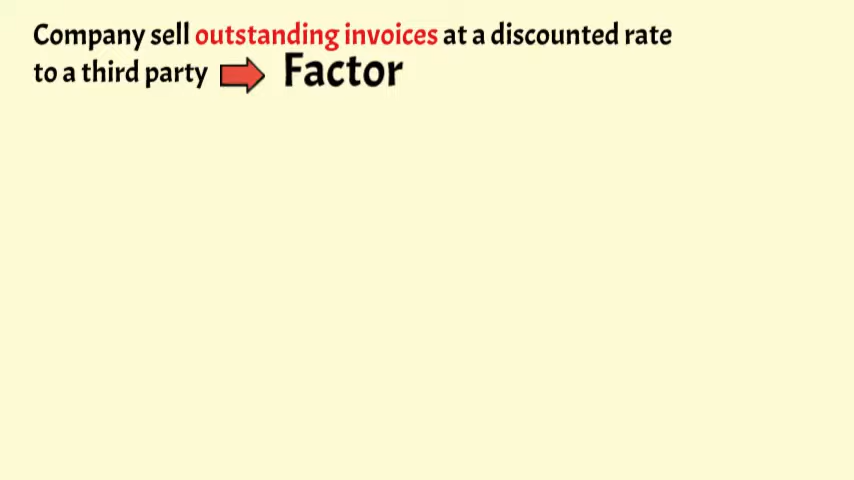 Company sell outstanding invoices at a discounted rate
to a third party Factor